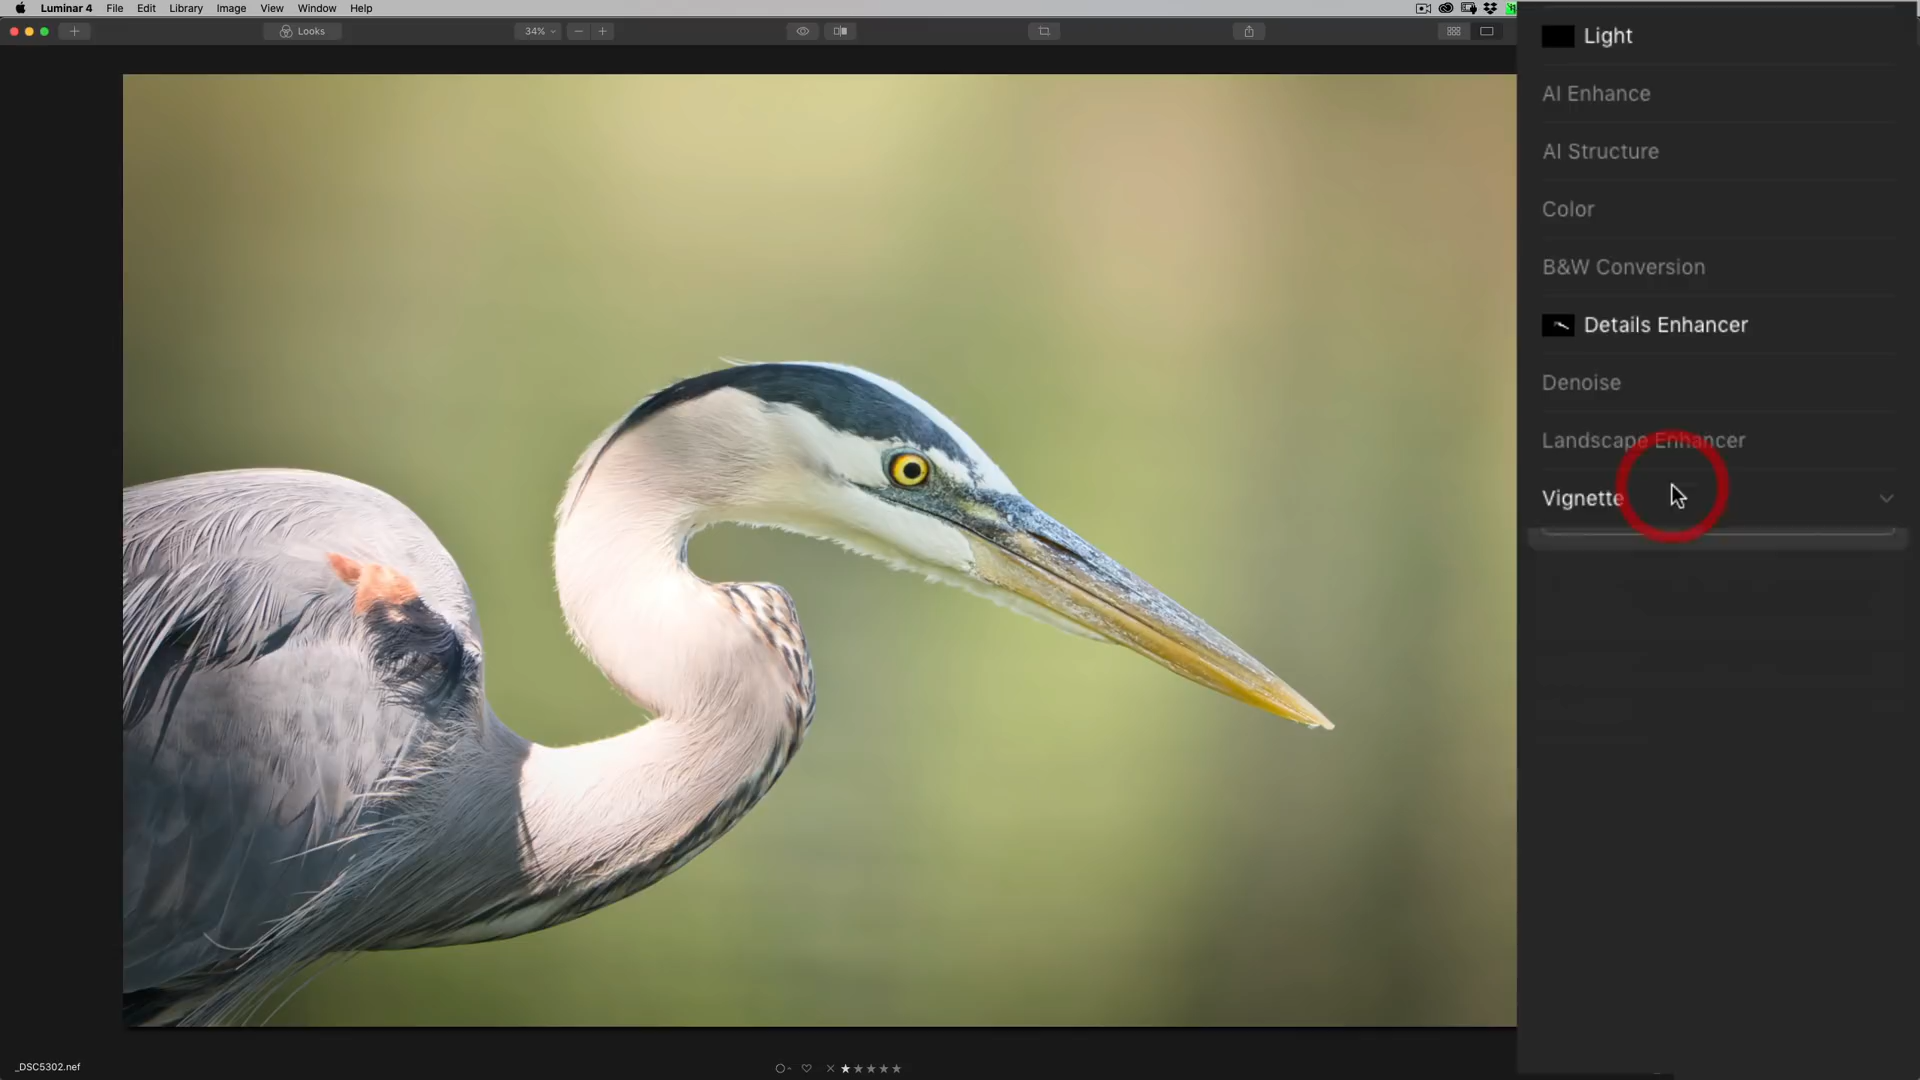 Luminar 4 File Edit Library Image View Window Help
Looks
34%
Light
AI Enhance
AI Structure
Color
B&W Conversion
Details Enhancer
Denoise
Landscape Enhancer
Vignette
_DSC5302.nef